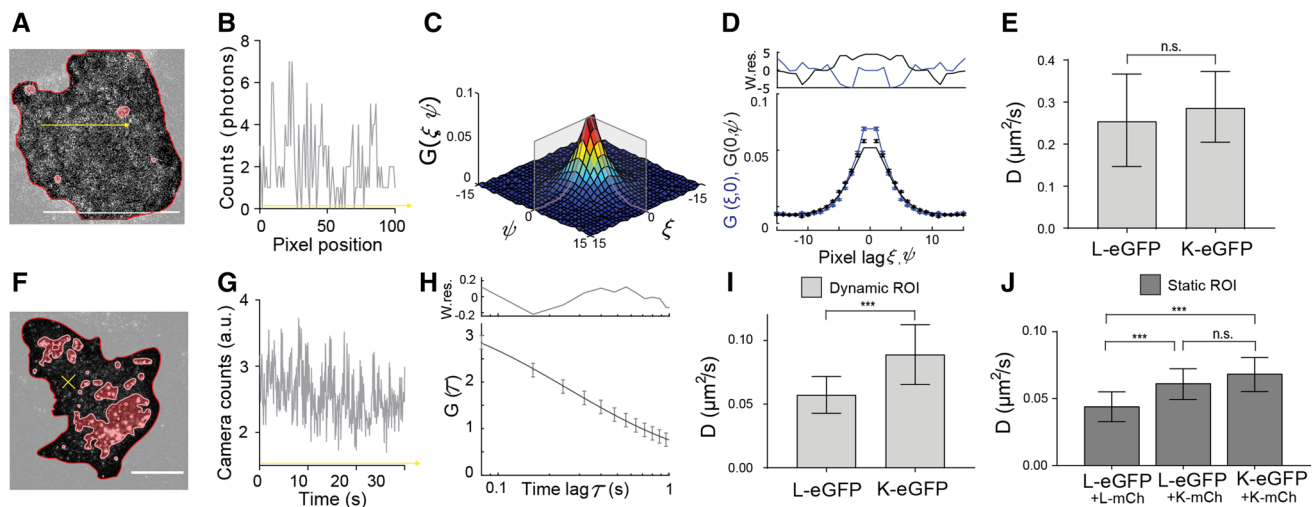 A
B
Counts (photons)
8
6
4
2
0
0
50
100
Pixel position
C
G(ξ ψ)
0.1
0.05
0
-15
-15
0
0
ψ
ξ
15 15
D
W.res.
5
0
-5
G (ξ,0), G(0,ψ)
0.1
0.05
0
-10
0
10
Pixel lag ξ,ψ
E
n.s.
D (µm²/s)
0.4
0.3
0.2
0.1
0.0
L-eGFP
K-eGFP
F
G
Camera counts (a.u.)
4
3
2
0
10
20
30
Time (s)
H
W.res.
0.2
0
-0.2
G (τ)
3
2
1
0
0.1
1
Time lag τ (s)
I
Dynamic ROI
***
D (µm²/s)
0.10
0.05
0.00
L-eGFP
K-eGFP
J
Static ROI
***
***
n.s.
D (µm²/s)
0.10
0.05
0.00
L-eGFP L-eGFP K-eGFP
+L-mCh +K-mCh +K-mCh